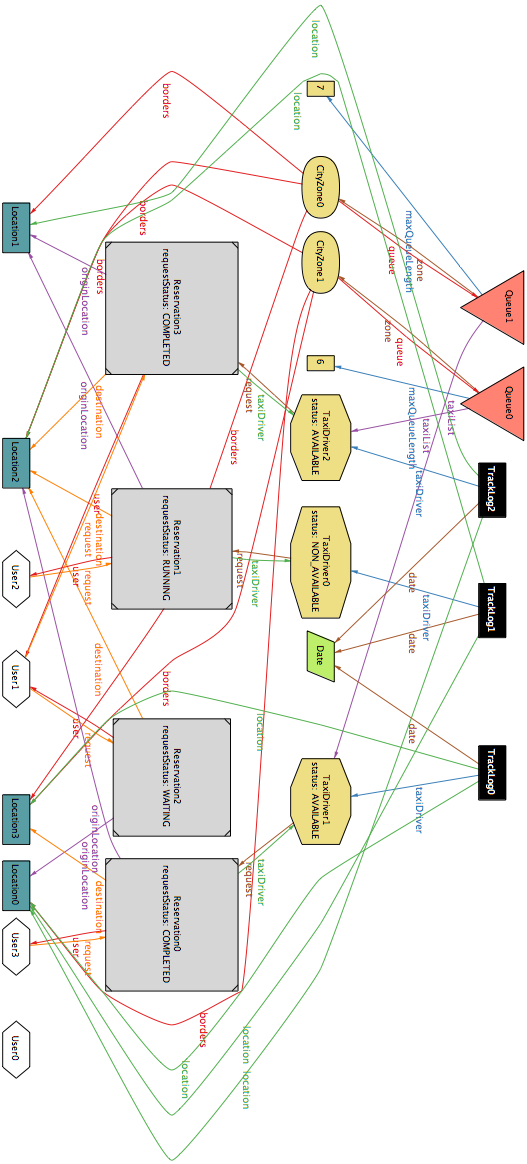 Queue1
Queue0
TrackLog2
TrackLog1
TrackLog0
taxiList
taxiList
zone
queue
maxQueueLength
queue
zone
maxQueueLength
taxiDriver
taxiDriver
taxiDriver
date
date
date
location
location
7
CityZone0
CityZone1
6
TaxiDriver2
status: AVAILABLE
TaxiDriver0
status: NON_AVAILABLE
Date
TaxiDriver1
status: AVAILABLE
taxiDriver
request
borders
taxiDriver
request
location
taxiDriver
request
location
location
borders
location
Reservation3
requestStatus: COMPLETED
Reservation1
requestStatus: RUNNING
Reservation2
requestStatus: WAITING
Reservation0
requestStatus: COMPLETED
borders
borders
borders
borders
originLocation
originLocation
destination
user
destination
request
user
request
destination
user
request
originLocation
originLocation
destination
user
request
Location1
Location2
User2
User1
Location3
Location0
User3
User0